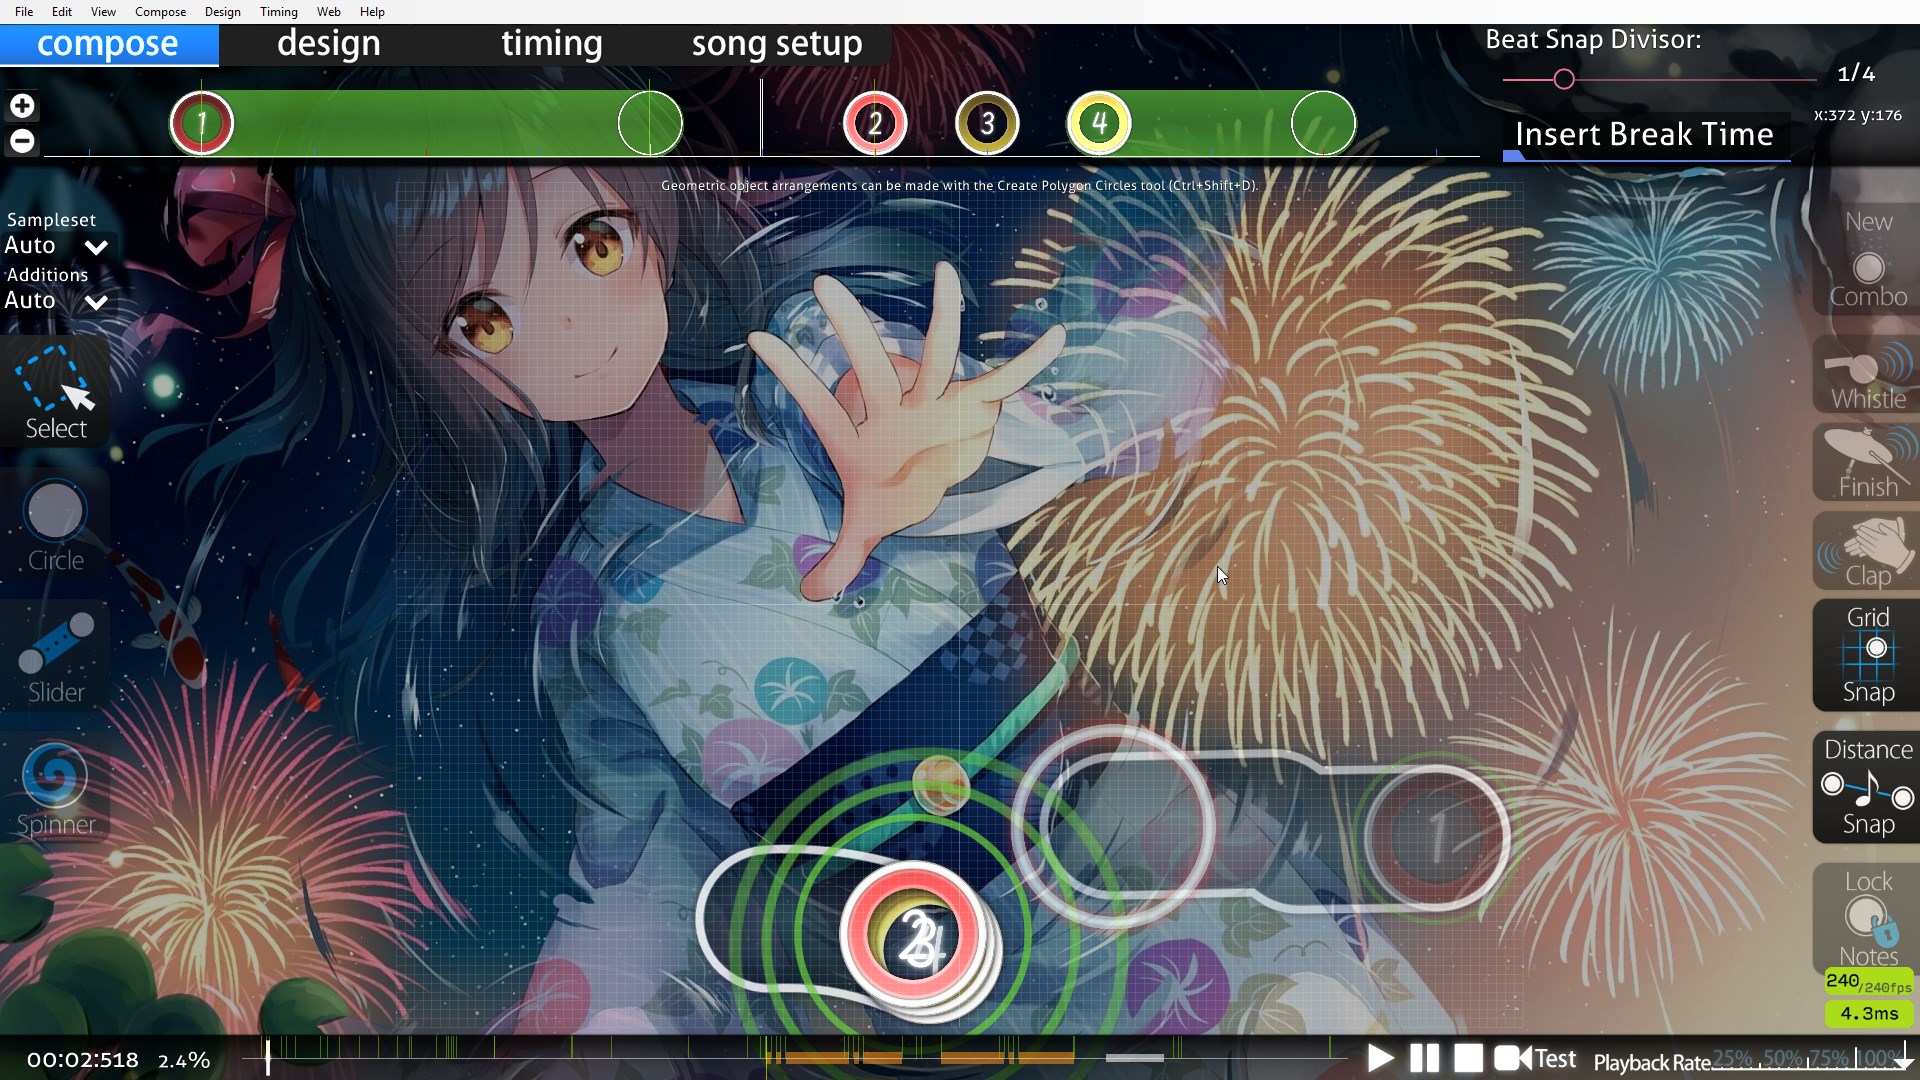 File Edit View Compose Design Timing Web Help
compose design timing song setup
Beat Snap Divisor:
1/4
x:372 y:176
Insert Break Time
1 2 3 4
Geometric object arrangements can be made with the Create Polygon Circles tool (Ctrl+Shift+D).
Sampleset
Auto
Additions
Auto
Select
Circle
Slider
Spinner
New
Combo
Whistle
Finish
Clap
Grid
Snap
Distance
Snap
Lock
Notes
1
240/240fps
4.3ms
00:02:518 2.4%
Test
Playback Rate 25% 50% 75% 100%